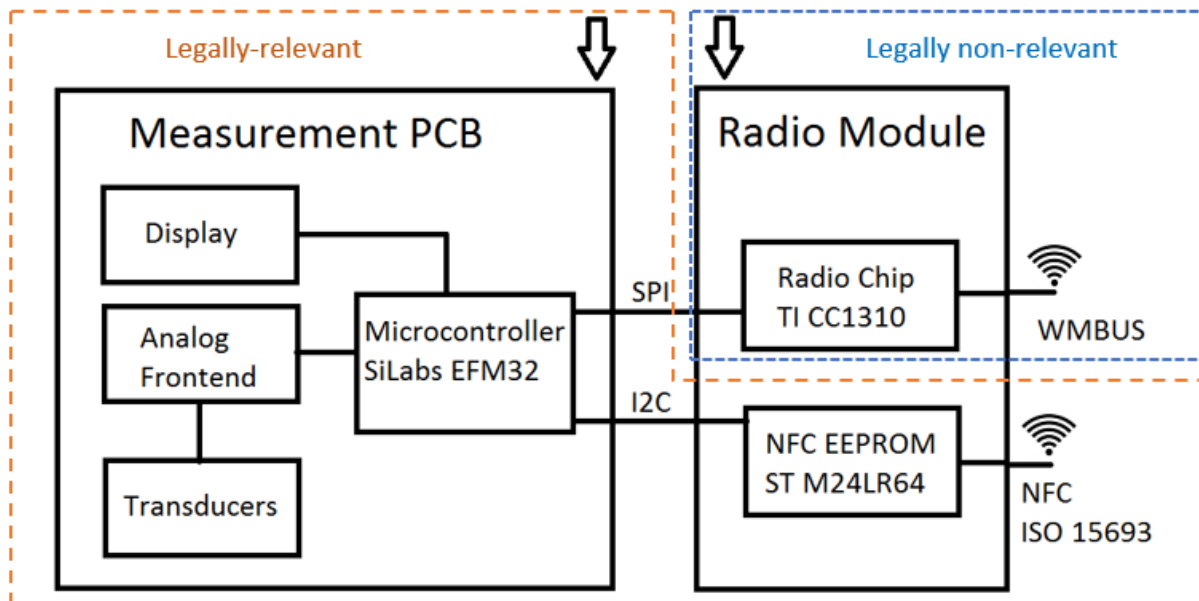 Legally-relevant
Legally non-relevant
Measurement PCB
Radio Module
Display
Analog
Frontend
Transducers
Microcontroller
SiLabs EFM32
SPI
I2C
Radio Chip
TI CC1310
WMBUS
NFC EEPROM
ST M24LR64
NFC
ISO 15693